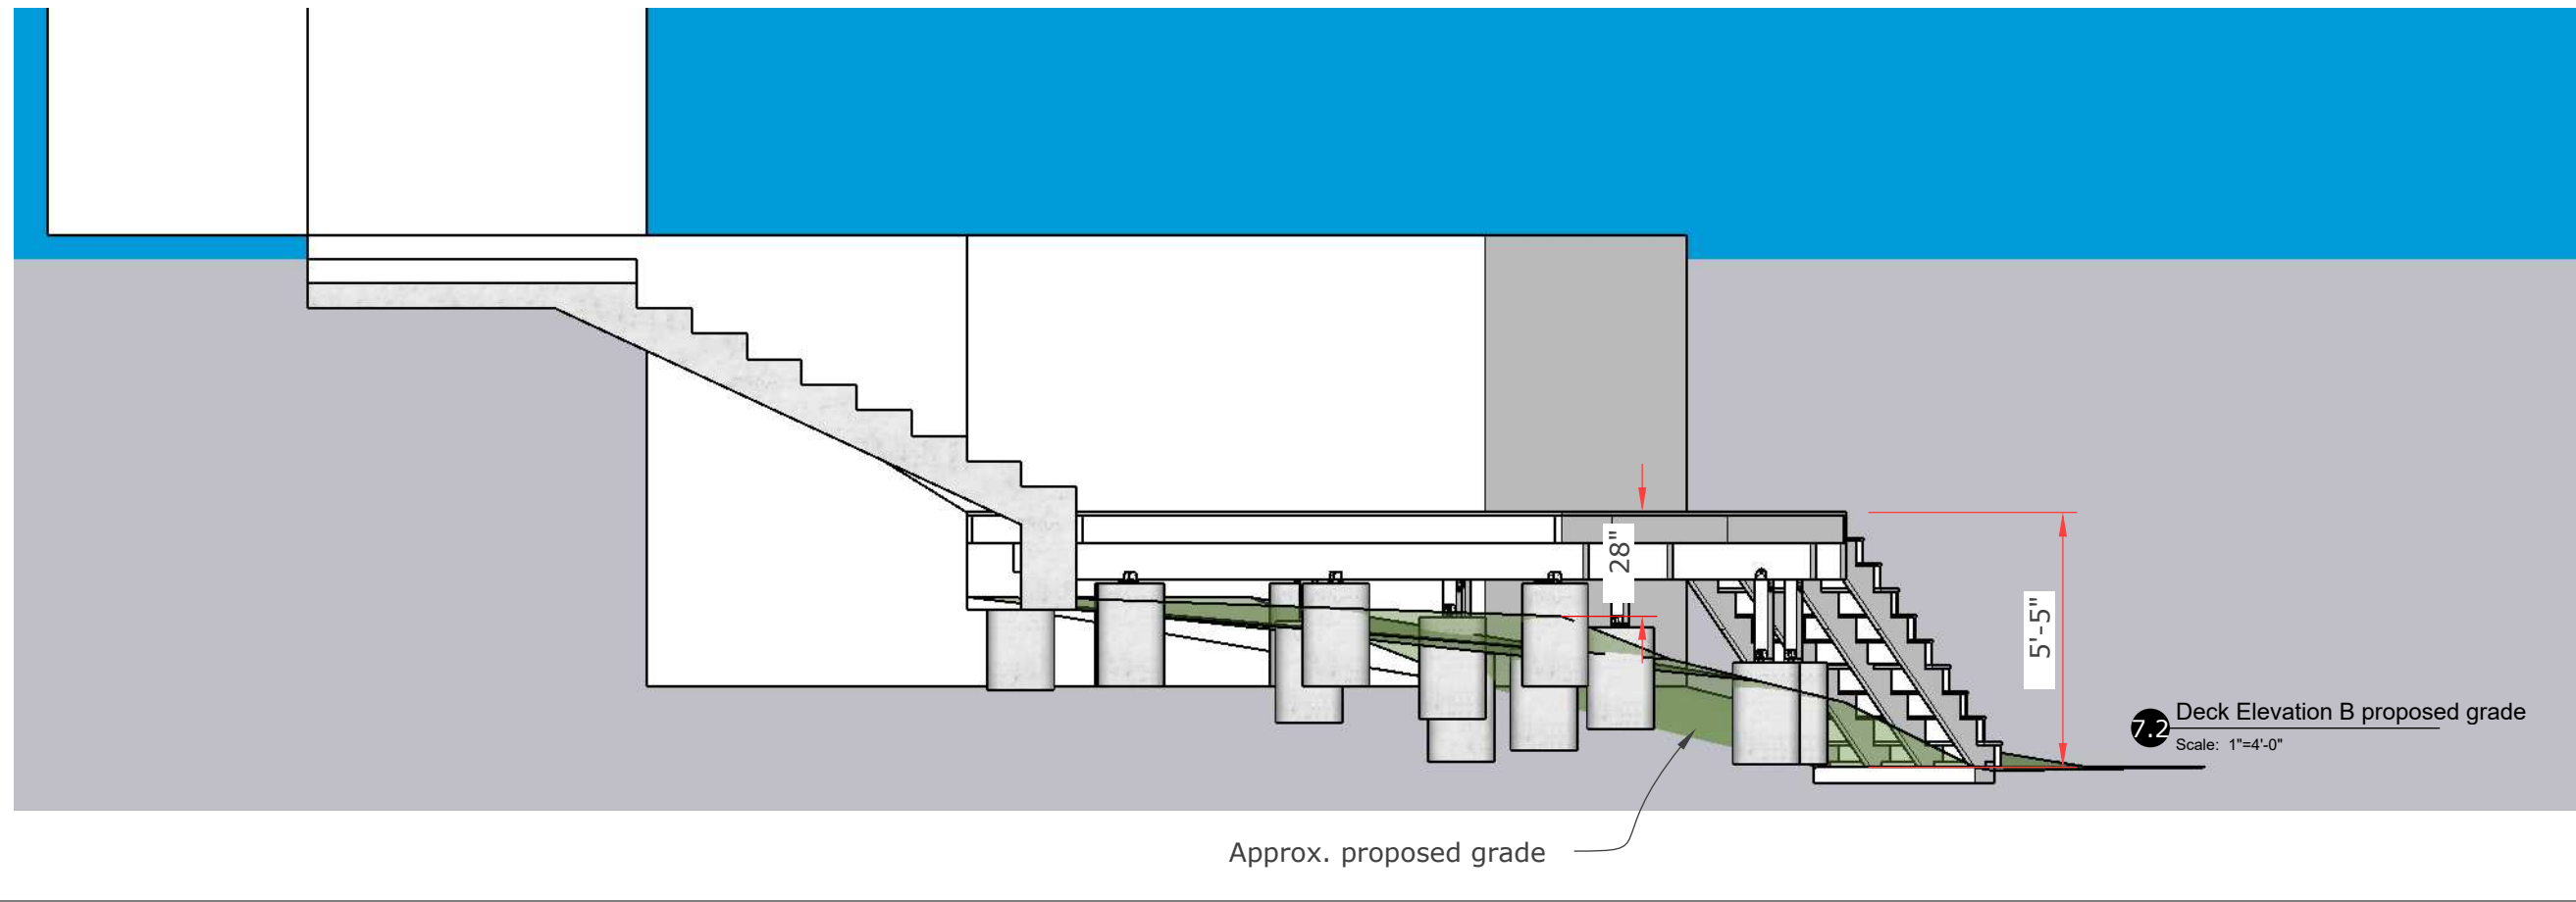 28"
5'-5"
7.2 Deck Elevation B proposed grade
Scale: 1"=4'-0"
Approx. proposed grade